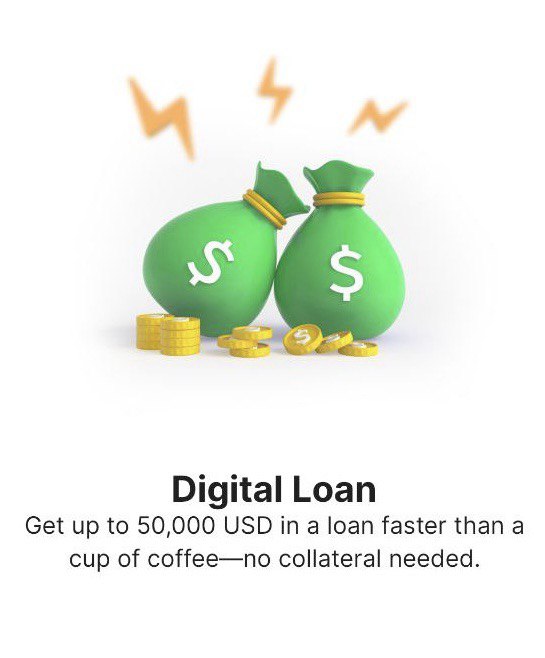 $
$
$
Digital Loan
Get up to 50,000 USD in a loan faster than a
cup of coffee—no collateral needed.